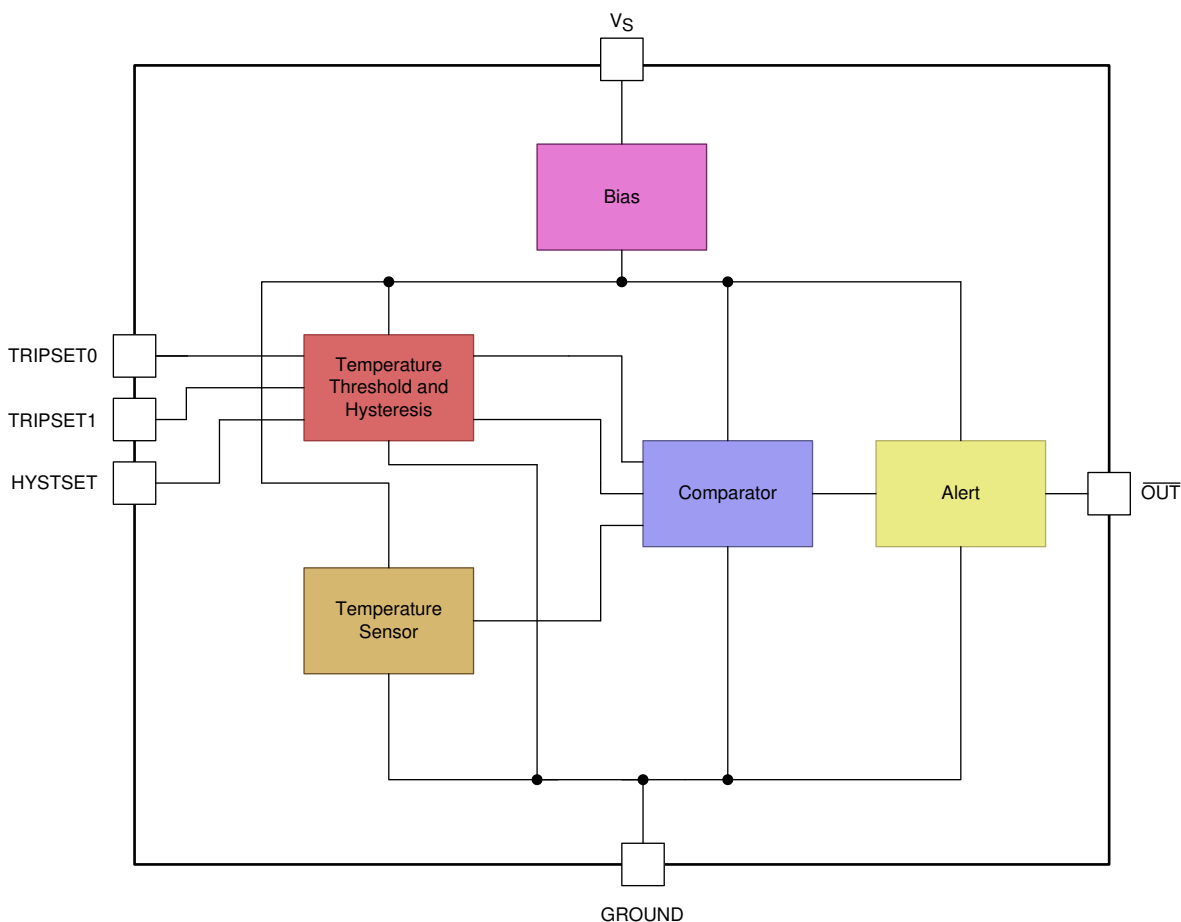 VS
Bias
TRIPSET0
Temperature
Threshold and
Hysteresis
TRIPSET1
HYSTSET
Comparator
Alert
OUT
Temperature
Sensor
GROUND